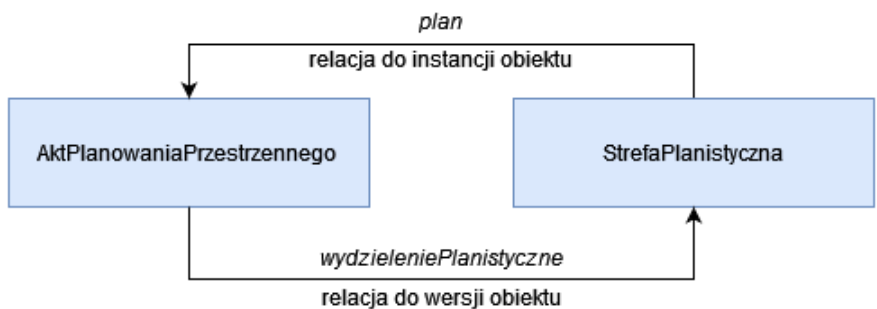 plan
relacja do instancji obiektu
AktPlanowaniaPrzestrzennego
StrefaPlanistyczna
wydzieleniePlanistyczne
relacja do wersji obiektu